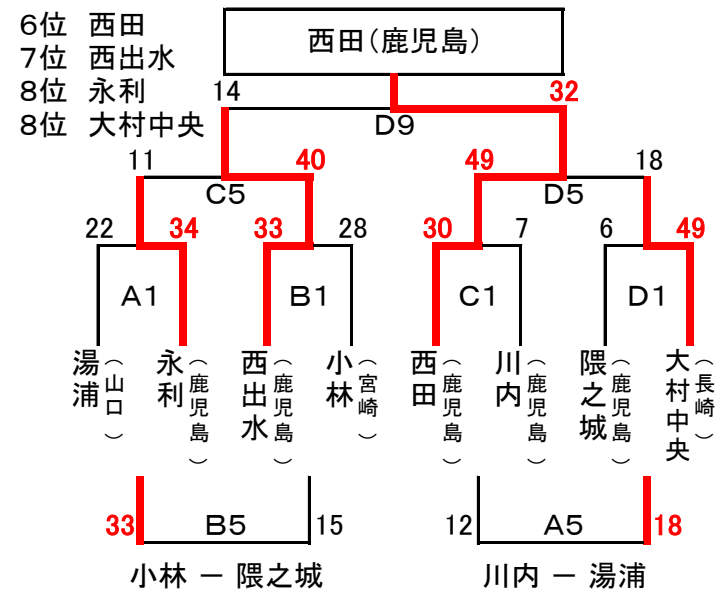 6位 西田
7位 西出水
8位 永利
8位 大村中央
西田(鹿児島)
14 32
D9
11 40 49 18
C5 D5
22 34 33 28 30 7 6 49
A1 B1 C1 D1
湯浦(山口)
永利(鹿児島)
西出水(鹿児島)
小林(宮崎)
西田(鹿児島)
川内(鹿児島)
隈之城(鹿児島)
大村中央(長崎)
33 B5 15 12 A5 18
小林 － 隈之城 川内 － 湯浦